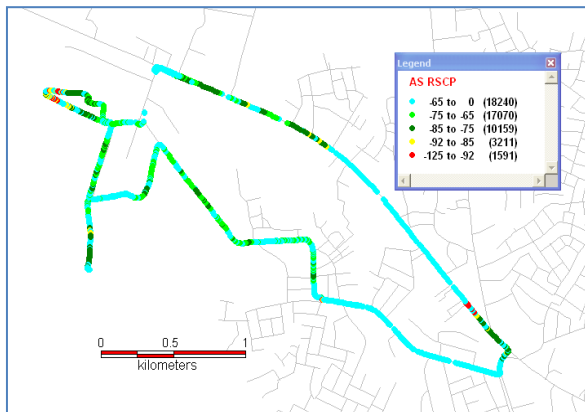 Legend
AS RSCP
-65 to 0 (18240)
-75 to -65 (17070)
-85 to -75 (10159)
-92 to -85 (3211)
-125 to -92 (1591)
0 0.5 1
kilometers